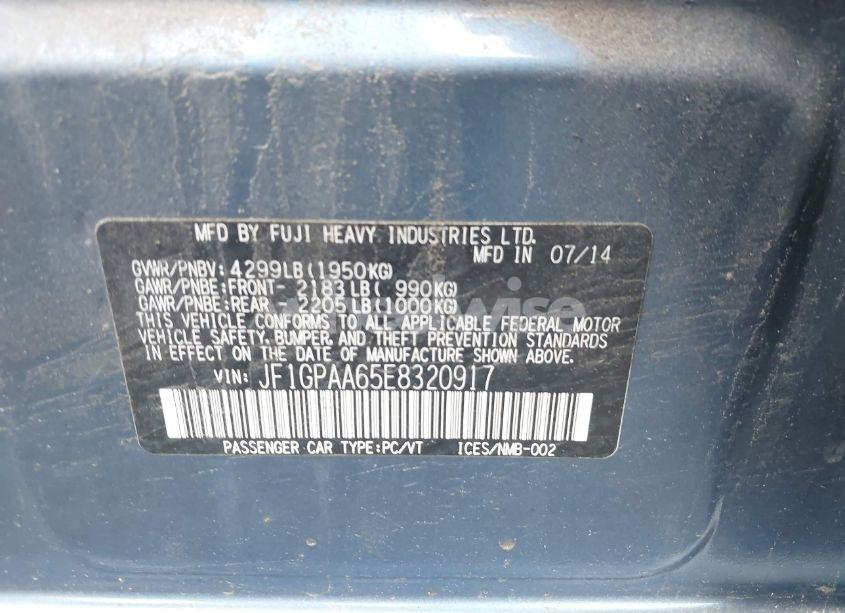 MFD BY FUJI HEAVY INDUSTRIES LTD.
MFD IN 07/14
GVWR/PNBV: 4299LB(1950KG)
GAWR/PNBE:FRONT- 2183LB( 990KG)
GAWR/PNBE:REAR - 2205LB(1000KG)
THIS VEHICLE CONFORMS TO ALL APPLICABLE FEDERAL MOTOR
VEHICLE SAFETY, BUMPER, AND THEFT PREVENTION STANDARDS
IN EFFECT ON THE DATE OF MANUFACTURE SHOWN ABOVE.
VIN: JF1GPAA65E8320917
PASSENGER CAR TYPE:PC/VT ICES/NMB-002